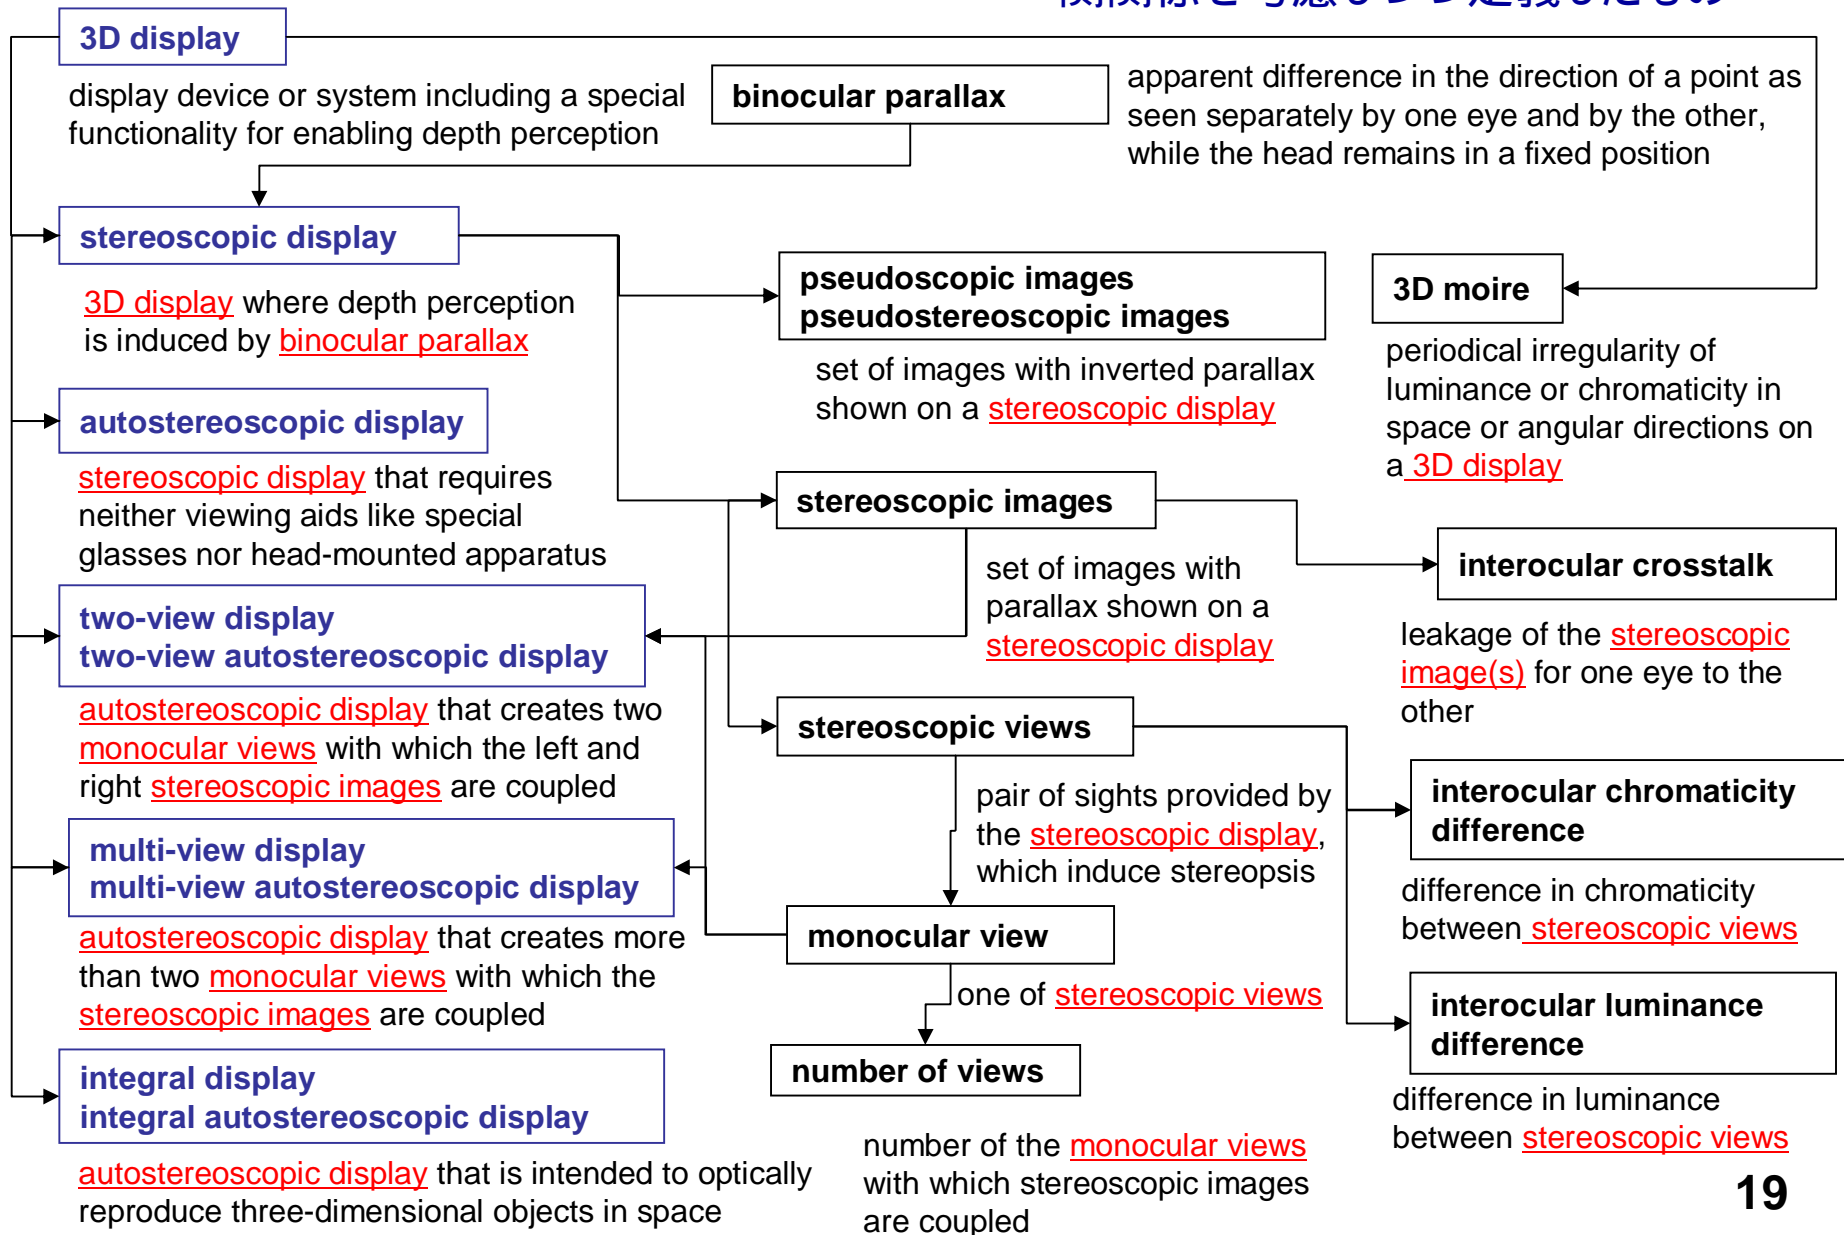 3D display
display device or system including a special
functionality for enabling depth perception
binocular parallax
apparent difference in the direction of a point as
seen separately by one eye and by the other,
while the head remains in a fixed position
stereoscopic display
3D display where depth perception
is induced by binocular parallax
pseudoscopic images
pseudostereoscopic images
set of images with inverted parallax
shown on a stereoscopic display
3D moire
periodical irregularity of
luminance or chromaticity in
space or angular directions on
a 3D display
autostereoscopic display
stereoscopic display that requires
neither viewing aids like special
glasses nor head-mounted apparatus
stereoscopic images
set of images with
parallax shown on a
stereoscopic display
interocular crosstalk
leakage of the stereoscopic
image(s) for one eye to the
other
two-view display
two-view autostereoscopic display
autostereoscopic display that creates two
monocular views with which the left and
right stereoscopic images are coupled
stereoscopic views
pair of sights provided by
the stereoscopic display,
which induce stereopsis
interocular chromaticity
difference
difference in chromaticity
between stereoscopic views
multi-view display
multi-view autostereoscopic display
autostereoscopic display that creates more
than two monocular views with which the
stereoscopic images are coupled
monocular view
one of stereoscopic views
interocular luminance
difference
difference in luminance
between stereoscopic views
number of views
number of the monocular views
with which stereoscopic images
are coupled
integral display
integral autostereoscopic display
autostereoscopic display that is intended to optically
reproduce three-dimensional objects in space
19